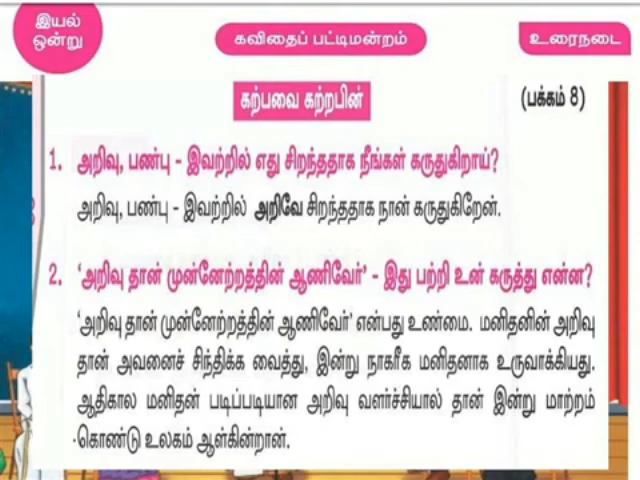 இயல்
ஒன்று
கவிதைப் பட்டிமன்றம்
உரைநடை
கற்பவை கற்றபின்
(பக்கம் 8)
1. அறிவு, பண்பு - இவற்றில் எது சிறந்ததாக நீங்கள் கருதுகிறாய்?
அறிவு, பண்பு - இவற்றில் அறிவே சிறந்ததாக நான் கருதுகிறேன்.
2. 'அறிவு தான் முன்னேற்றத்தின் ஆணிவேர்' - இது பற்றி உன் கருத்து என்ன?
'அறிவு தான் முன்னேற்றத்தின் ஆணிவேர்' என்பது உண்மை. மனிதனின் அறிவு
தான் அவனைச் சிந்திக்க வைத்து, இன்று நாகரீக மனிதனாக உருவாக்கியது.
ஆதிகால மனிதன் படிப்படியான அறிவு வளர்ச்சியால் தான் இன்று மாற்றம்
கொண்டு உலகம் ஆள்கின்றான்.